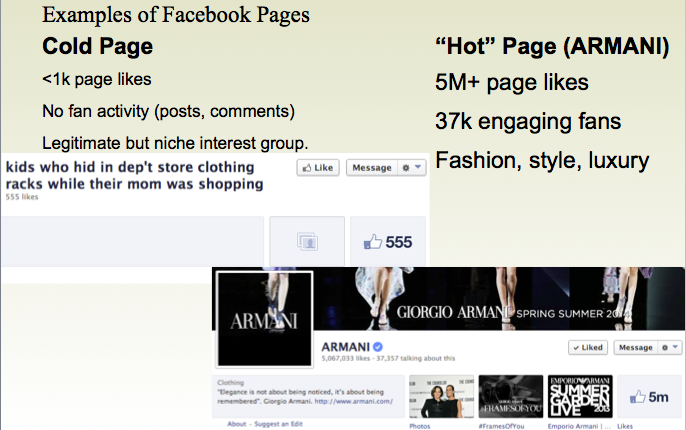 Examples of Facebook Pages
Cold Page
<1k page likes
No fan activity (posts, comments)
Legitimate but niche interest group.
“Hot” Page (ARMANI)
5M+ page likes
37k engaging fans
Fashion, style, luxury
kids who hid in dep't store clothing
racks while their mom was shopping
555 likes
Like
Message
555
GIORGIO ARMANI SPRING SUMMER 2014
ARMANI
ARMANI
5,067,033 likes · 37,357 talking about this
Liked
Message
Clothing
"Elegance is not about being noticed, it's about being
remembered". Giorgio Armani. http://www.armani.com/
About - Suggest an Edit
Photos
#FRAMESOFYOU
#FramesOfYou
EMPORIO ARMANI
SUMMER
GARDEN
LIVE 2013
Emporio Armani | ...
5m
Likes